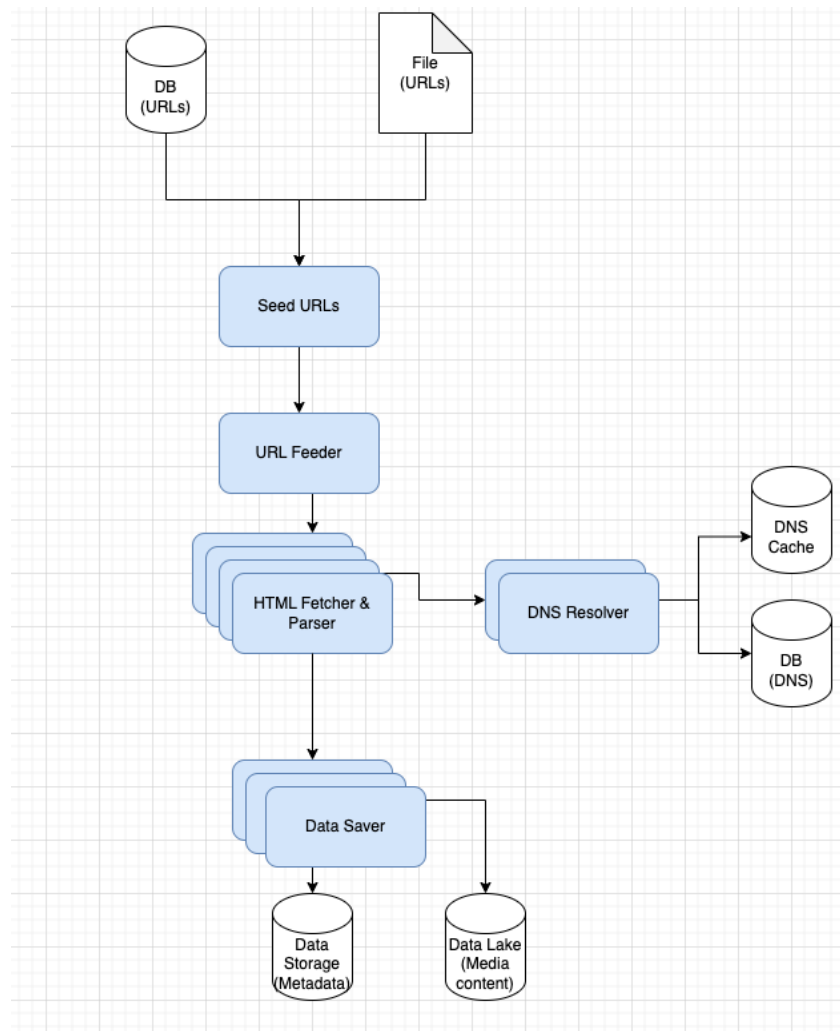 DB
(URLs)
File
(URLs)
Seed URLs
URL Feeder
HTML Fetcher &
Parser
DNS Resolver
DNS
Cache
DB
(DNS)
Data Saver
Data
Storage
(Metadata)
Data Lake
(Media
content)